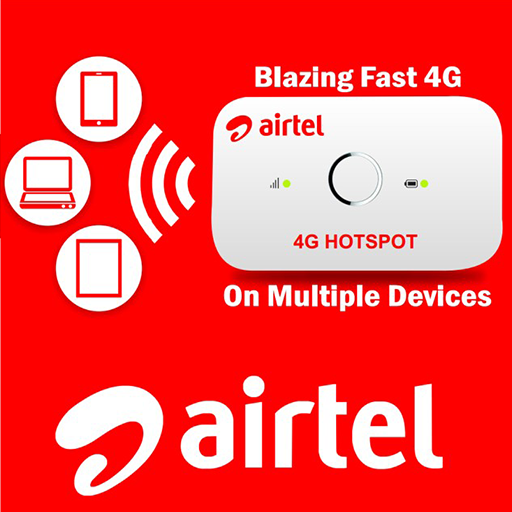 Blazing Fast 4G
airtel
4G HOTSPOT
On Multiple Devices
airtel